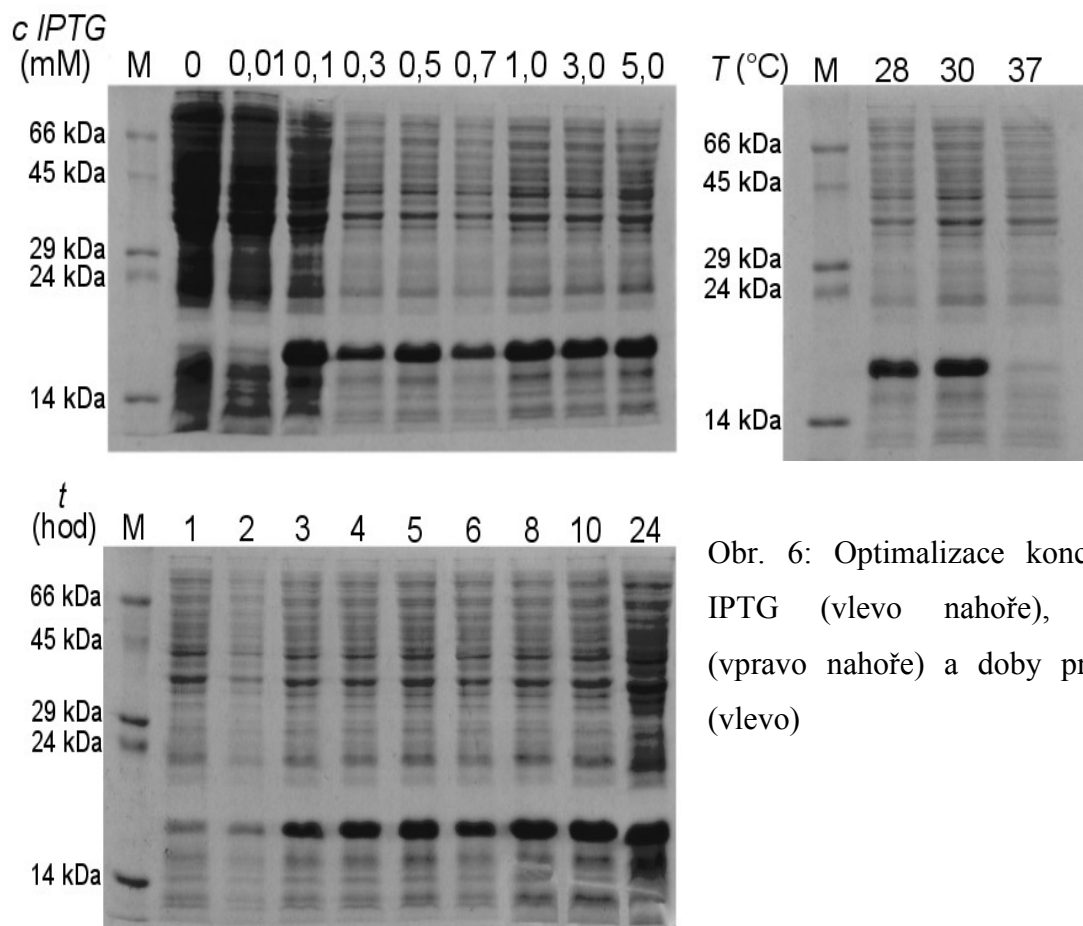 c IPTG
(mM) M 0 0,01 0,1 0,3 0,5 0,7 1,0 3,0 5,0
66 kDa
45 kDa
29 kDa
24 kDa
14 kDa
T (°C) M 28 30 37
66 kDa
45 kDa
29 kDa
24 kDa
14 kDa
t
(hod) M 1 2 3 4 5 6 8 10 24
66 kDa
45 kDa
29 kDa
24 kDa
14 kDa
Obr. 6: Optimalizace konc
IPTG (vlevo nahoře),
(vpravo nahoře) a doby pr
(vlevo)